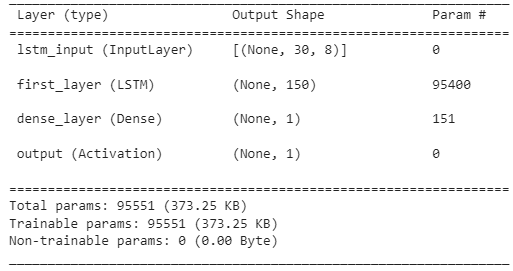 Layer (type) Output Shape Param #
=================================================================
lstm_input (InputLayer) [(None, 30, 8)] 0
first_layer (LSTM) (None, 150) 95400
dense_layer (Dense) (None, 1) 151
output (Activation) (None, 1) 0
=================================================================
Total params: 95551 (373.25 KB)
Trainable params: 95551 (373.25 KB)
Non-trainable params: 0 (0.00 Byte)